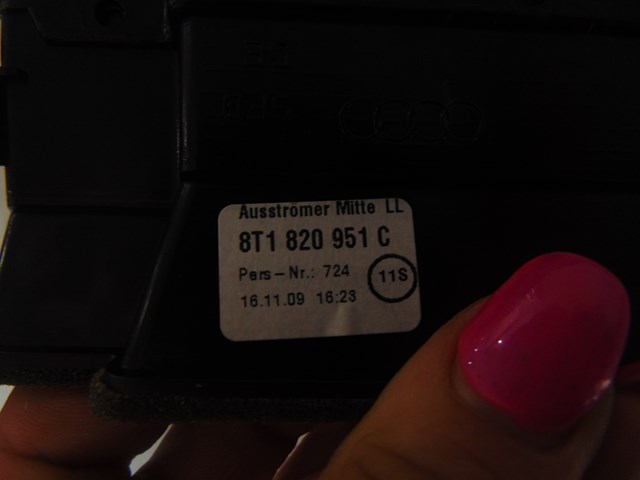 Ausströmer Mitte LL
8T1 820 951 C
Pers-Nr.: 724
11S
16.11.09 16:23